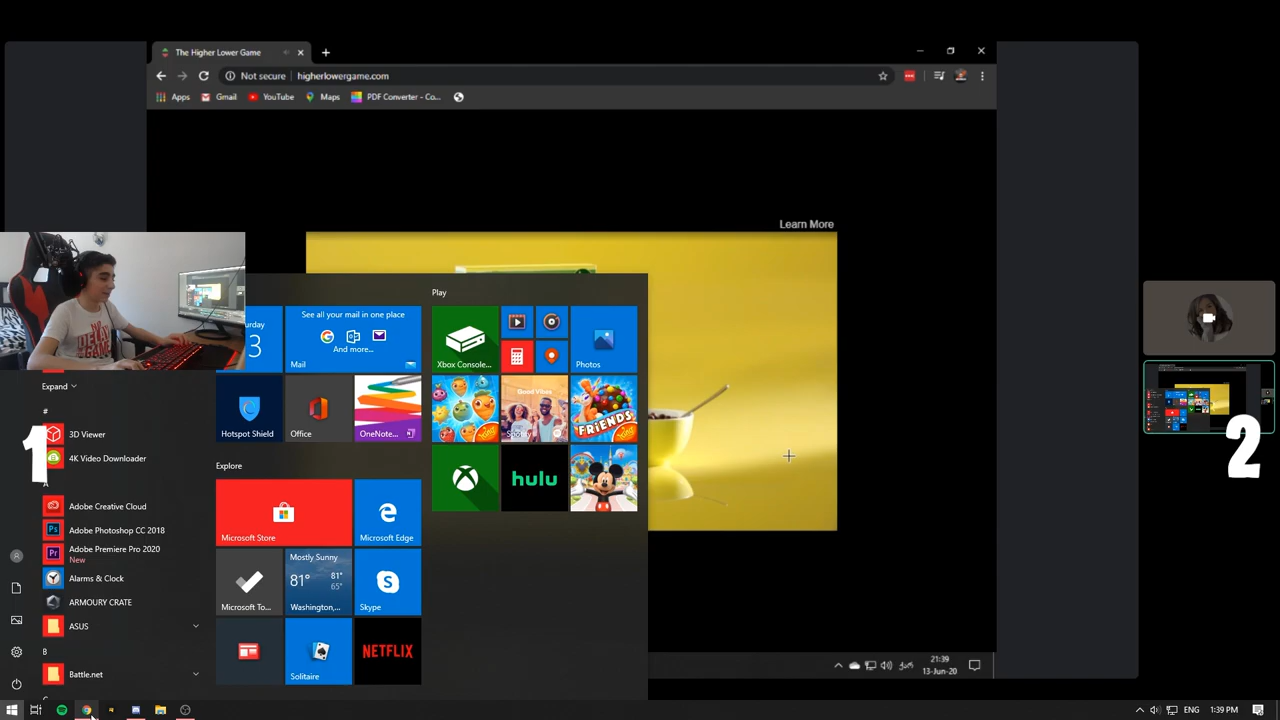 The Higher Lower Game
Not secure
higherlowergame.com
Apps
Gmail
YouTube
Maps
PDF Converter - Co...
Learn More
See all your mail in one place
And more...
Mail
3
Hotspot Shield
Office
OneNote...
Explore
Microsoft Store
Microsoft Edge
Mostly Sunny
81°
81°
65°
Washington,...
Microsoft To...
Skype
Solitaire
NETFLIX
Play
Xbox Console...
Photos
Good Vibes
FRIENDS
hulu
Expand
#
3D Viewer
4K Video Downloader
Adobe Creative Cloud
Adobe Photoshop CC 2018
Adobe Premiere Pro 2020
New
Alarms & Clock
ARMOURY CRATE
ASUS
B
Battle.net
1
2
21:39
13-Jun-20
ENG
1:39 PM